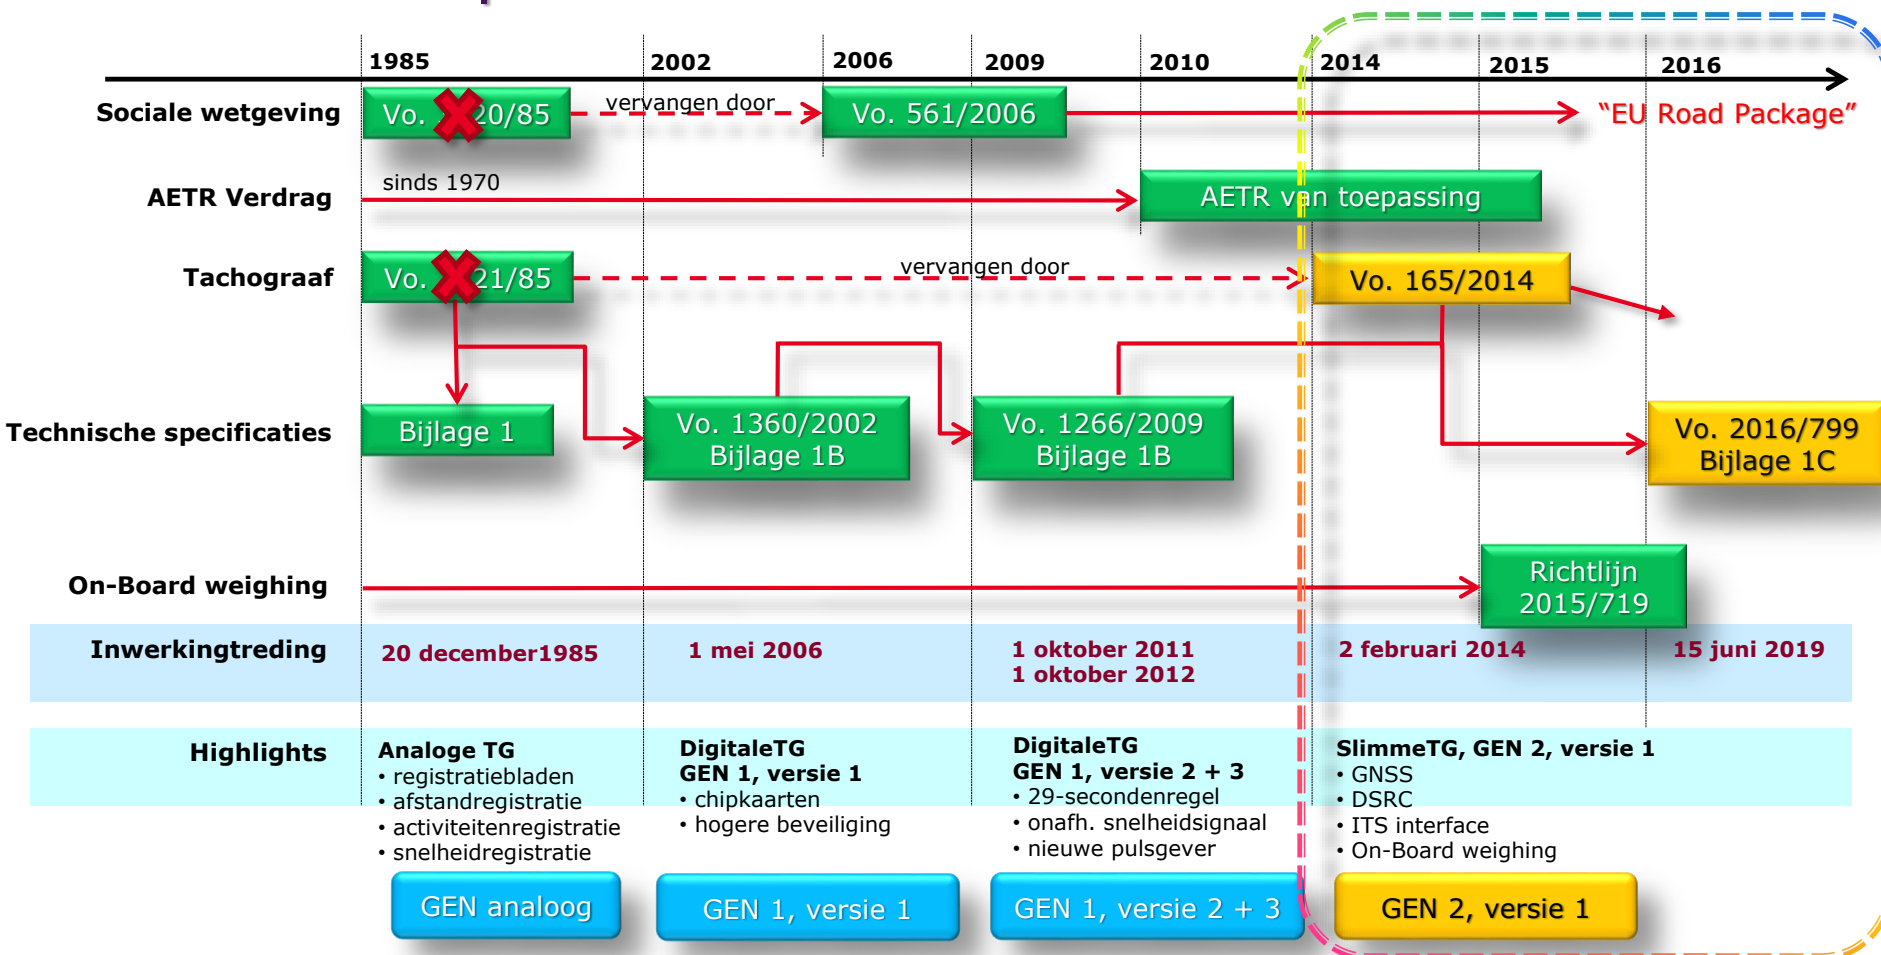 1985 2002 2006 2009 2010 2014 2015 2016
Sociale wetgeving
Vo. 20/85
vervangen door
Vo. 561/2006
“EU Road Package”
AETR Verdrag
sinds 1970
AETR van toepassing
Tachograaf
Vo. 21/85
vervangen door
Vo. 165/2014
Technische specificaties
Bijlage 1
Vo. 1360/2002
Bijlage 1B
Vo. 1266/2009
Bijlage 1B
Vo. 2016/799
Bijlage 1C
On-Board weighing
Richtlijn
2015/719
Inwerkingtreding
20 december1985
1 mei 2006
1 oktober 2011
1 oktober 2012
2 februari 2014
15 juni 2019
Highlights
Analoge TG
• registratiebladen
• afstandregistratie
• activiteitenregistratie
• snelheidregistratie
DigitaleTG
GEN 1, versie 1
• chipkaarten
• hogere beveiliging
DigitaleTG
GEN 1, versie 2 + 3
• 29-secondenregel
• onafh. snelheidsignaal
• nieuwe pulsgever
SlimmeTG, GEN 2, versie 1
• GNSS
• DSRC
• ITS interface
• On-Board weighing
GEN analoog
GEN 1, versie 1
GEN 1, versie 2 + 3
GEN 2, versie 1